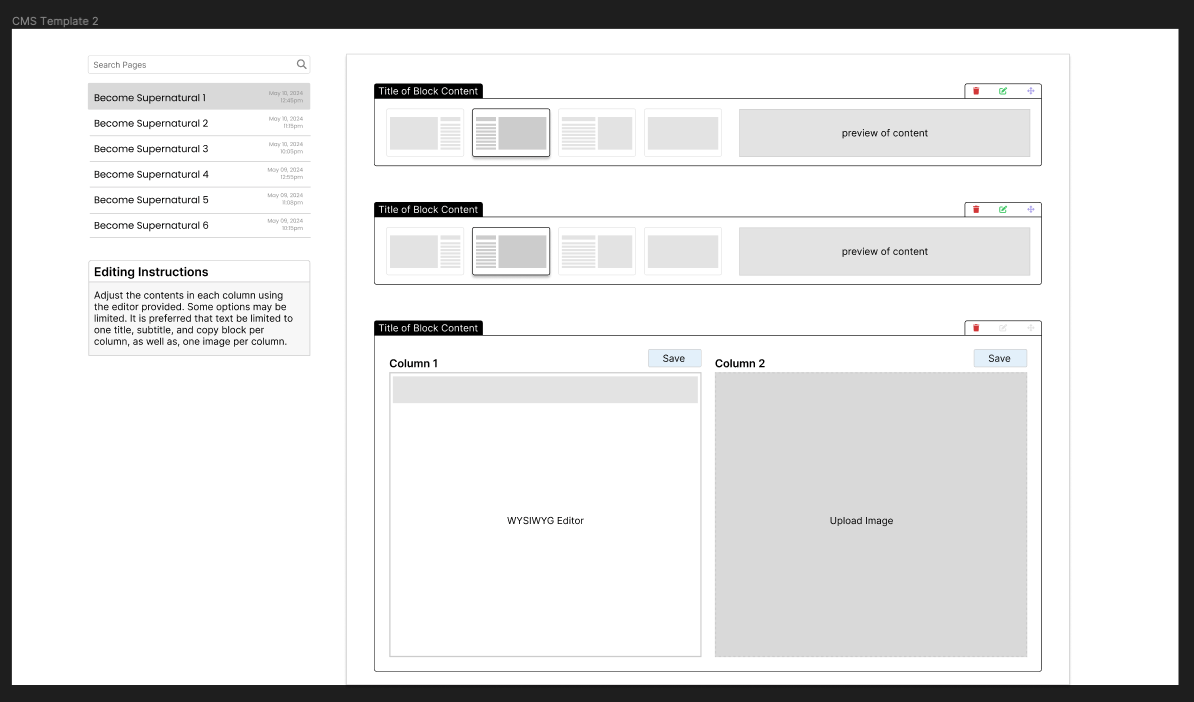 CMS Template 2
Search Pages
Become Supernatural 1
May 10, 2024
12:45pm
Become Supernatural 2
May 10, 2024
11:15pm
Become Supernatural 3
May 10, 2024
10:05pm
Become Supernatural 4
May 09, 2024
Become Supernatural 5
May 09, 2024
11:08pm
Become Supernatural 6
May 09, 2024
10:15pm
Editing Instructions
Adjust the contents in each column using
the editor provided. Some options may be
limited. It is preferred that text be limited to
one title, subtitle, and copy block per
column, as well as, one image per column.
Title of Block Content
preview of content
Title of Block Content
preview of content
Title of Block Content
Column 1
Save
WYSIWYG Editor
Column 2
Save
Upload Image